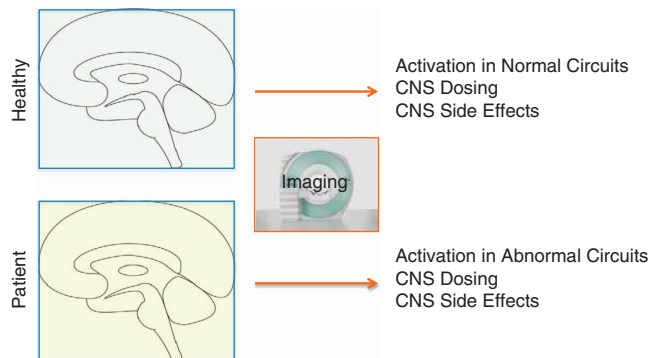 Healthy
Activation in Normal Circuits
CNS Dosing
CNS Side Effects
Imaging
Patient
Activation in Abnormal Circuits
CNS Dosing
CNS Side Effects